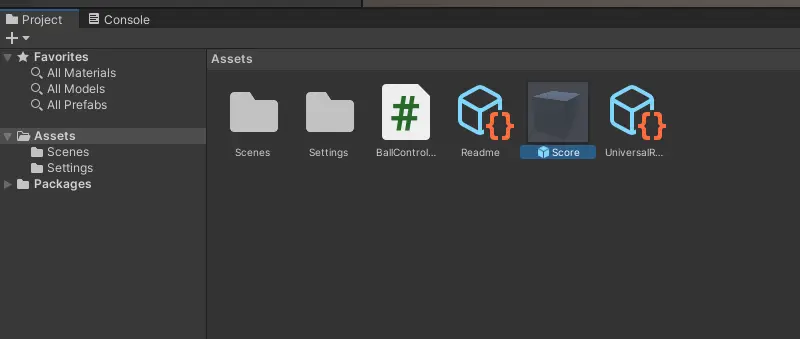 Project
Console
Favorites
All Materials
All Models
All Prefabs
Assets
Scenes
Settings
Packages
Assets
Scenes
Settings
#
BallControl...
Readme
Score
UniversalR...